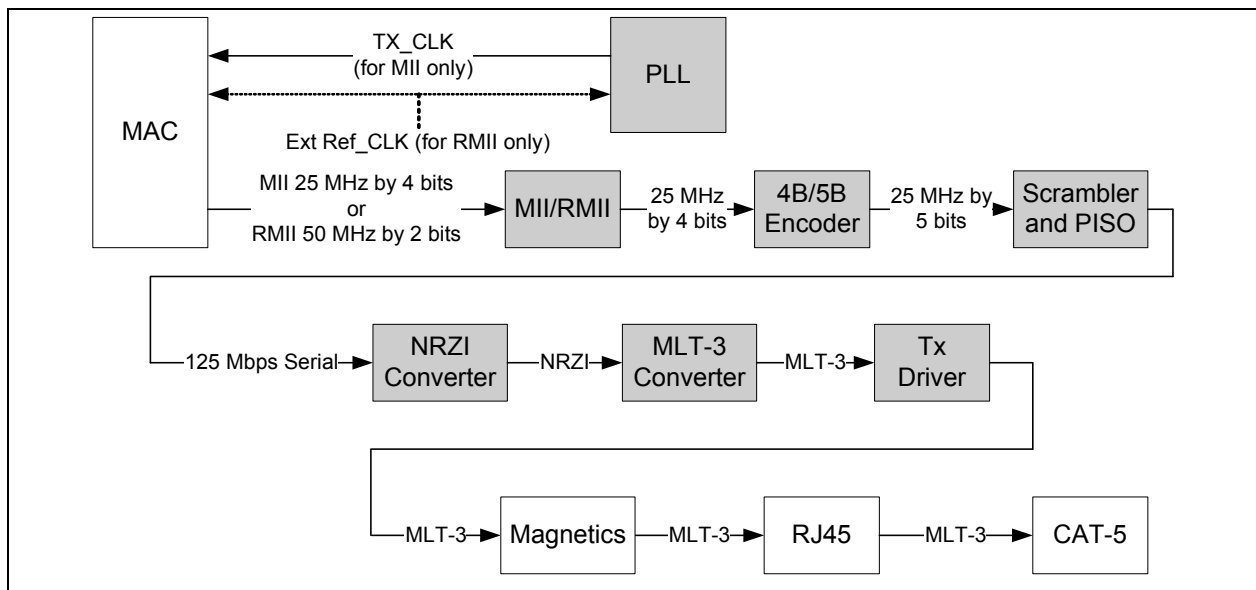 TX_CLK
(for MII only)
PLL
MAC
Ext Ref_CLK (for RMII only)
MII 25 MHz by 4 bits
or
RMII 50 MHz by 2 bits
MII/RMII
25 MHz
by 4 bits
4B/5B
Encoder
25 MHz by
5 bits
Scrambler
and PISO
125 Mbps Serial
NRZI
Converter
NRZI
MLT-3
Converter
MLT-3
Tx
Driver
MLT-3
Magnetics
MLT-3
RJ45
MLT-3
CAT-5